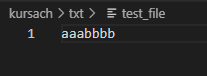 kursach > txt > test_file
1 aaabbbb